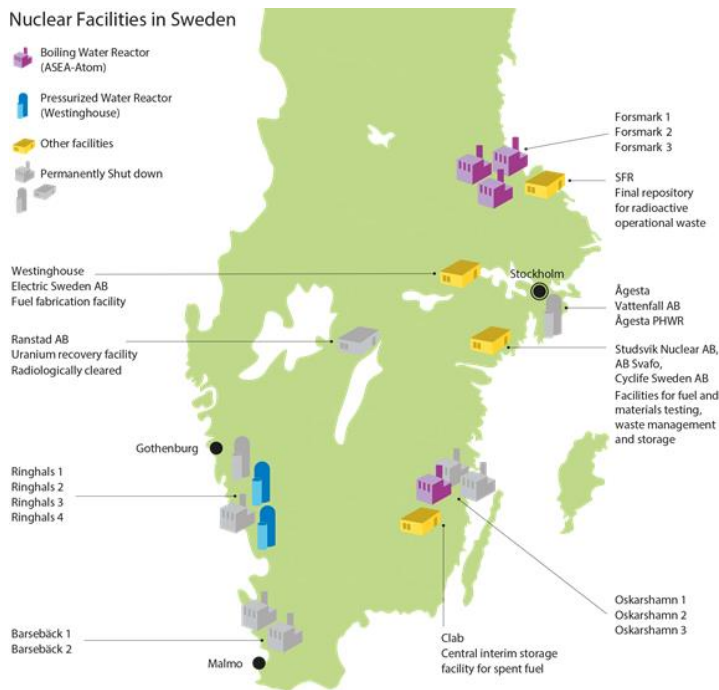 Nuclear Facilities in Sweden
Boiling Water Reactor
(ASEA-Atom)
Pressurized Water Reactor
(Westinghouse)
Other facilities
Permanently Shut down
Forsmark 1
Forsmark 2
Forsmark 3
SFR
Final repository
for radioactive
operational waste
Westinghouse
Electric Sweden AB
Fuel fabrication facility
Stockholm
Ågesta
Vattenfall AB
Ågesta PHWR
Ranstad AB
Uranium recovery facility
Radiologically cleared
Studsvik Nuclear AB,
AB Svafo,
Cyclife Sweden AB
Facilities for fuel and
materials testing,
waste management
and storage
Gothenburg
Ringhals 1
Ringhals 2
Ringhals 3
Ringhals 4
Oskarshamn 1
Oskarshamn 2
Oskarshamn 3
Barsebäck 1
Barsebäck 2
Clab
Central interim storage
facility for spent fuel
Malmo